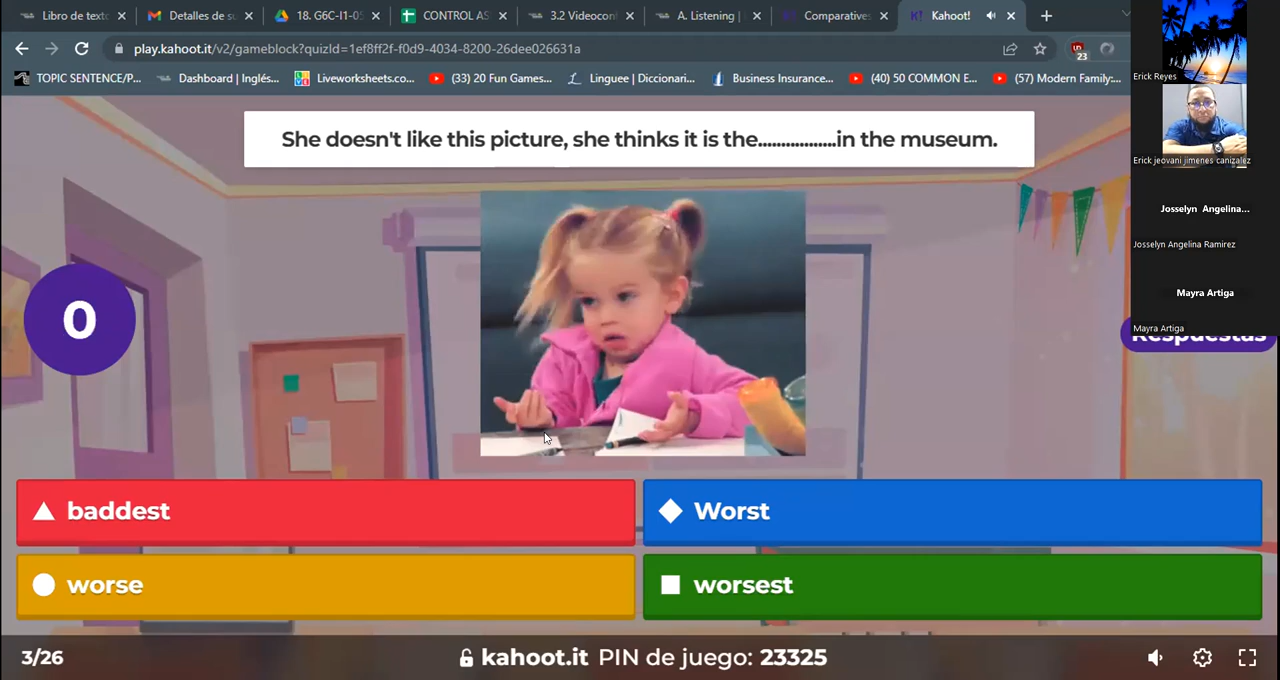 Libro de texto
Detalles de su
18. G6C-I1-05
CONTROL AS
3.2 Videocon
A. Listening |
Comparatives
Kahoot!
play.kahoot.it/v2/gameblock?quizId=1ef8ff2f-f0d9-4034-8200-26dee026631a
23
TOPIC SENTENCE/P...
Dashboard | Inglés...
Liveworksheets.co...
(33) 20 Fun Games...
Linguee | Diccionari...
Business Insurance...
(40) 50 COMMON E...
(57) Modern Family:...
Erick Reyes
Erick jeovani jimenes canizalez
Josselyn Angelina...
Josselyn Angelina Ramirez
Mayra Artiga
Mayra Artiga
She doesn't like this picture, she thinks it is the................in the museum.
0
Respuestas
baddest
Worst
worse
worsest
3/26
kahoot.it PIN de juego: 23325